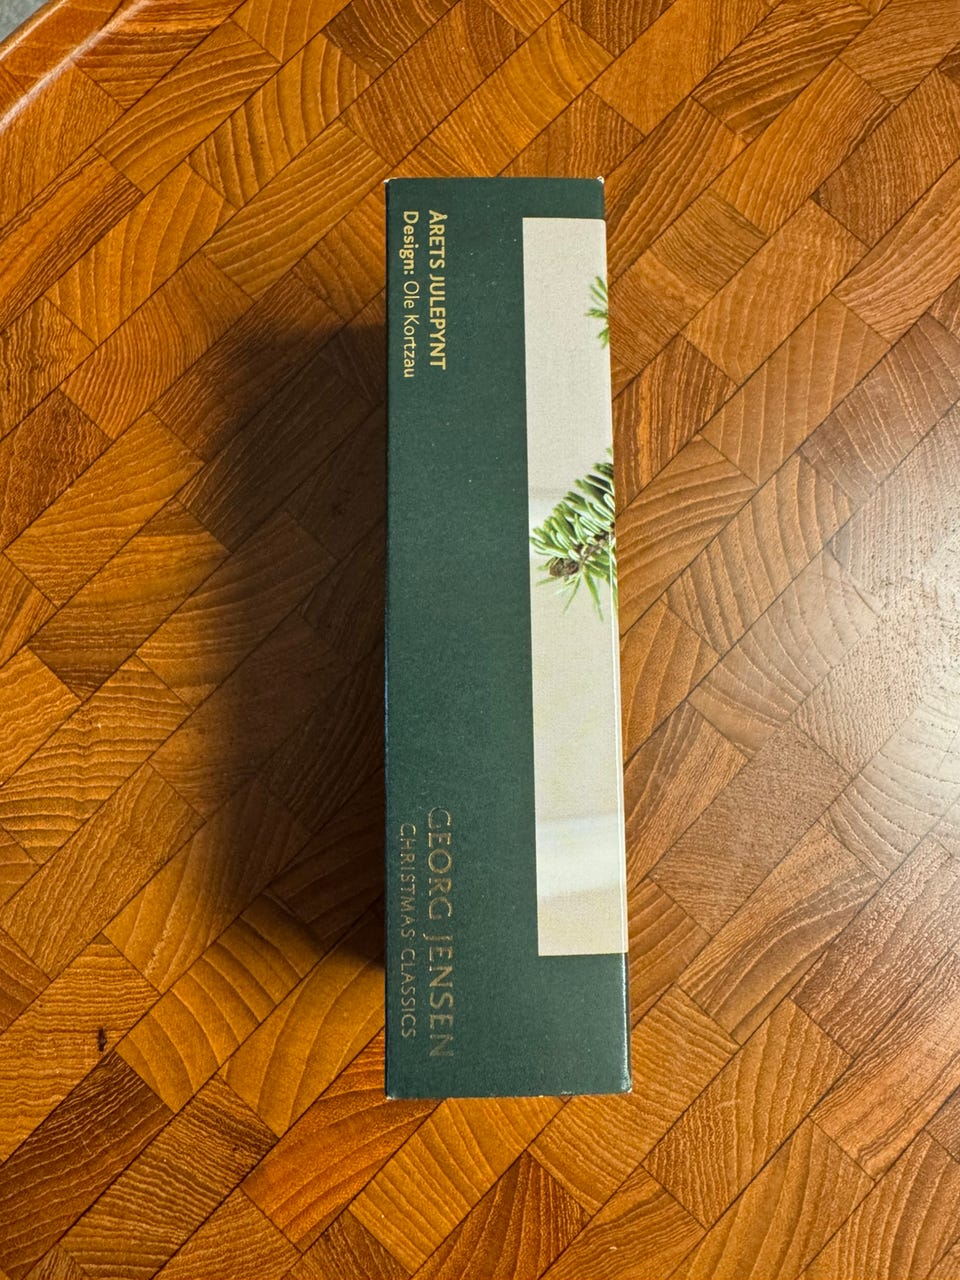 ÅRETS JULEPYNT
Design: Ole Kortzau
GEORG JENSEN
CHRISTMAS CLASSICS